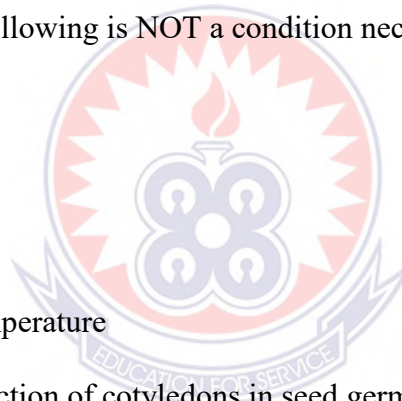 llowing is NOT a condition nec
perature
EDUCATION FOR SERVICE
ction of cotyledons in seed germ